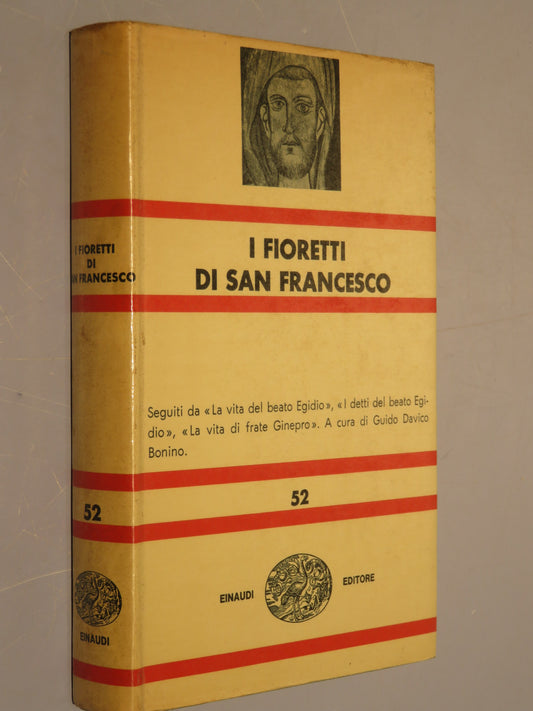 I FIORETTI
DI SAN FRANCESCO
Seguiti da «La vita del beato Egidio», «I detti del beato Egi-
dio», «La vita di frate Ginepro». A cura di Guido Davico
Bonino.
52
EINAUDI
EDITORE
I FIORETTI
DI
SAN FRANCESCO
52
EINAUDI